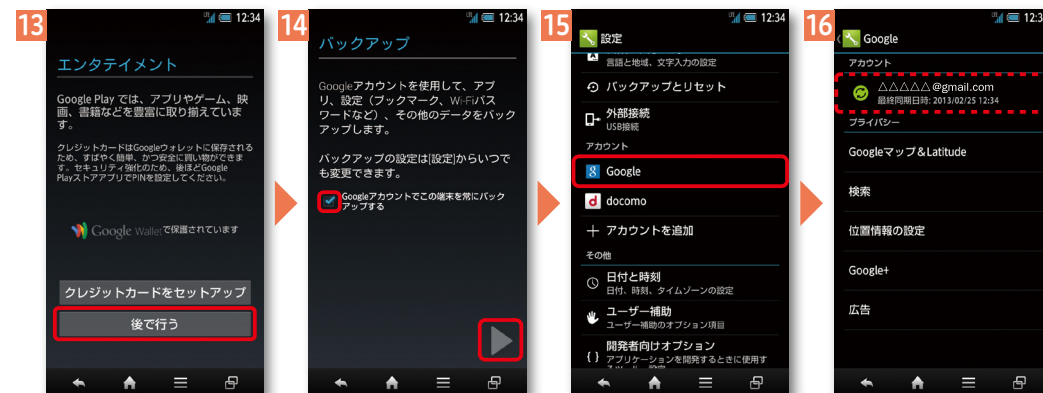 13
12:34
エンタテイメント
Google Play では、アプリやゲーム、映
画、書籍などを豊富に取り揃えていま
す。
クレジットカードはGoogleウォレットに保存される
ため、すばやく簡単、かつ安全に買い物ができま
す。セキュリティ強化のため、後ほどGoogle
PlayストアアプリでPINを設定してください。
Google Walletで保護されています
クレジットカードをセットアップ
後で行う
14
12:34
バックアップ
Googleアカウントを使用して、アプ
リ、設定（ブックマーク、Wi-Fiパス
ワードなど）、その他のデータをバック
アップします。
バックアップの設定は[設定]からいつで
も変更できます。
Googleアカウントでこの端末を常にバック
アップする
15
12:34
設定
言語と地域、文字入力の設定
バックアップとリセット
外部接続
USB接続
アカウント
8 Google
d docomo
＋ アカウントを追加
その他
日付と時刻
日付、時刻、タイムゾーンの設定
ユーザー補助
ユーザー補助のオプション項目
{ } 開発者向けオプション
アプリケーションを開発するときに使用す
16
12:3
Google
アカウント
△△△△△@gmail.com
最終同期日時: 2013/02/25 12:34
プライバシー
Googleマップ＆Latitude
検索
位置情報の設定
Google+
広告